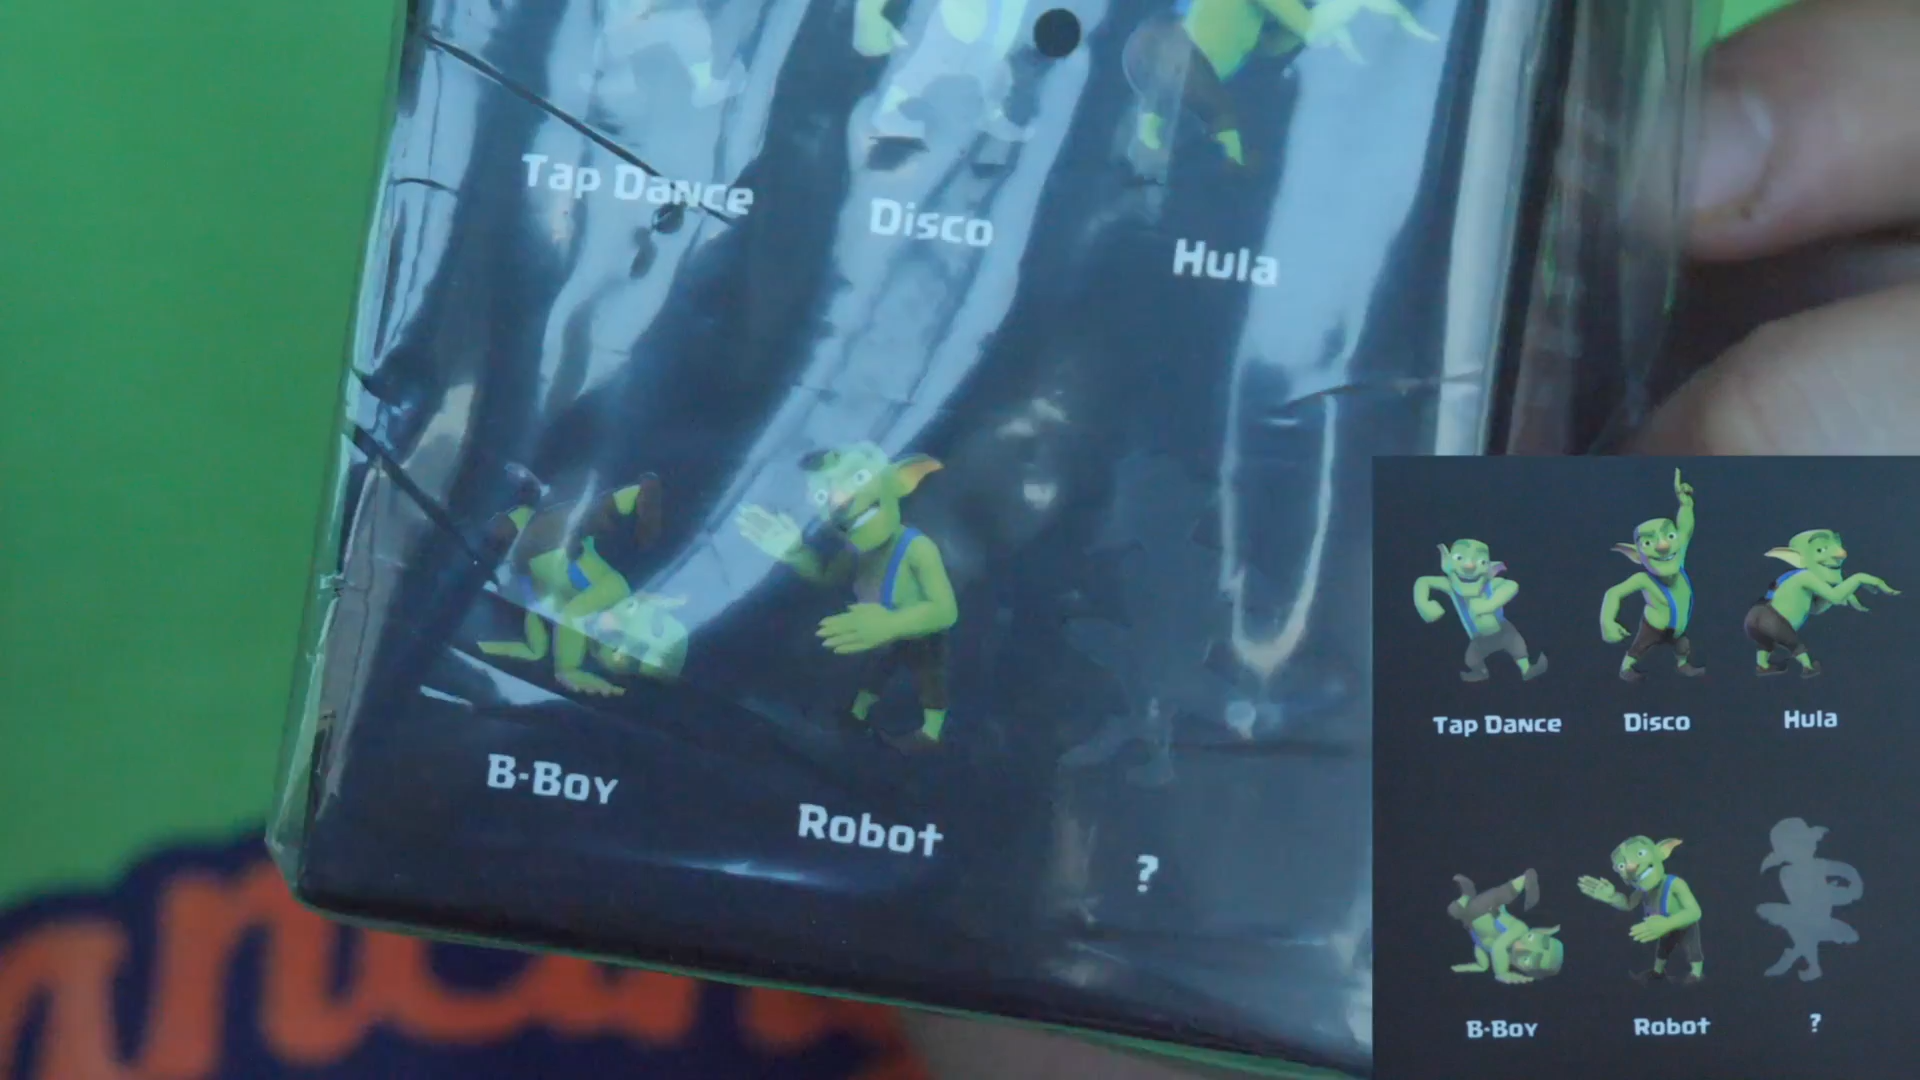 Tap Dance
Disco
Hula
B-Boy
Robot
?
Tap Dance
Disco
Hula
B-Boy
Robot
?